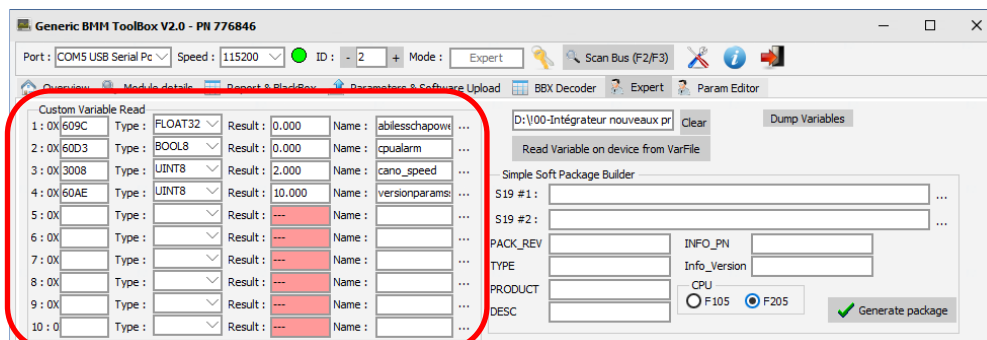 Generic BMM ToolBox V2.0 - PN 776846
Port : COM5 USB Serial Pc Speed : 115200 ID : - 2 + Mode : Expert Scan Bus (F2/F3)
Overview Module details Report & BlackBox Parameters & Software Upload BBX Decoder Expert Param Editor
Custom Variable Read
1 : 0X 609C Type : FLOAT32 Result : 0.000 Name : abilesschapowe ...
2 : 0X 60D3 Type : BOOL8 Result : 0.000 Name : cpualarm ...
3 : 0X 3008 Type : UINT8 Result : 2.000 Name : cano_speed ...
4 : 0X 60AE Type : UINT8 Result : 10.000 Name : versionparams ...
5 : 0X Type : Result : --- Name : ...
6 : 0X Type : Result : --- Name : ...
7 : 0X Type : Result : --- Name : ...
8 : 0X Type : Result : --- Name : ...
9 : 0X Type : Result : --- Name : ...
10 : 0 Type : Result : --- Name : ...
D:\!00-Intégrateur nouveaux pr Clear Dump Variables
Read Variable on device from VarFile
Simple Soft Package Builder
S19 #1 : ...
S19 #2 : ...
PACK_REV INFO_PN
TYPE Info_Version
PRODUCT CPU
F105 F205
DESC Generate package